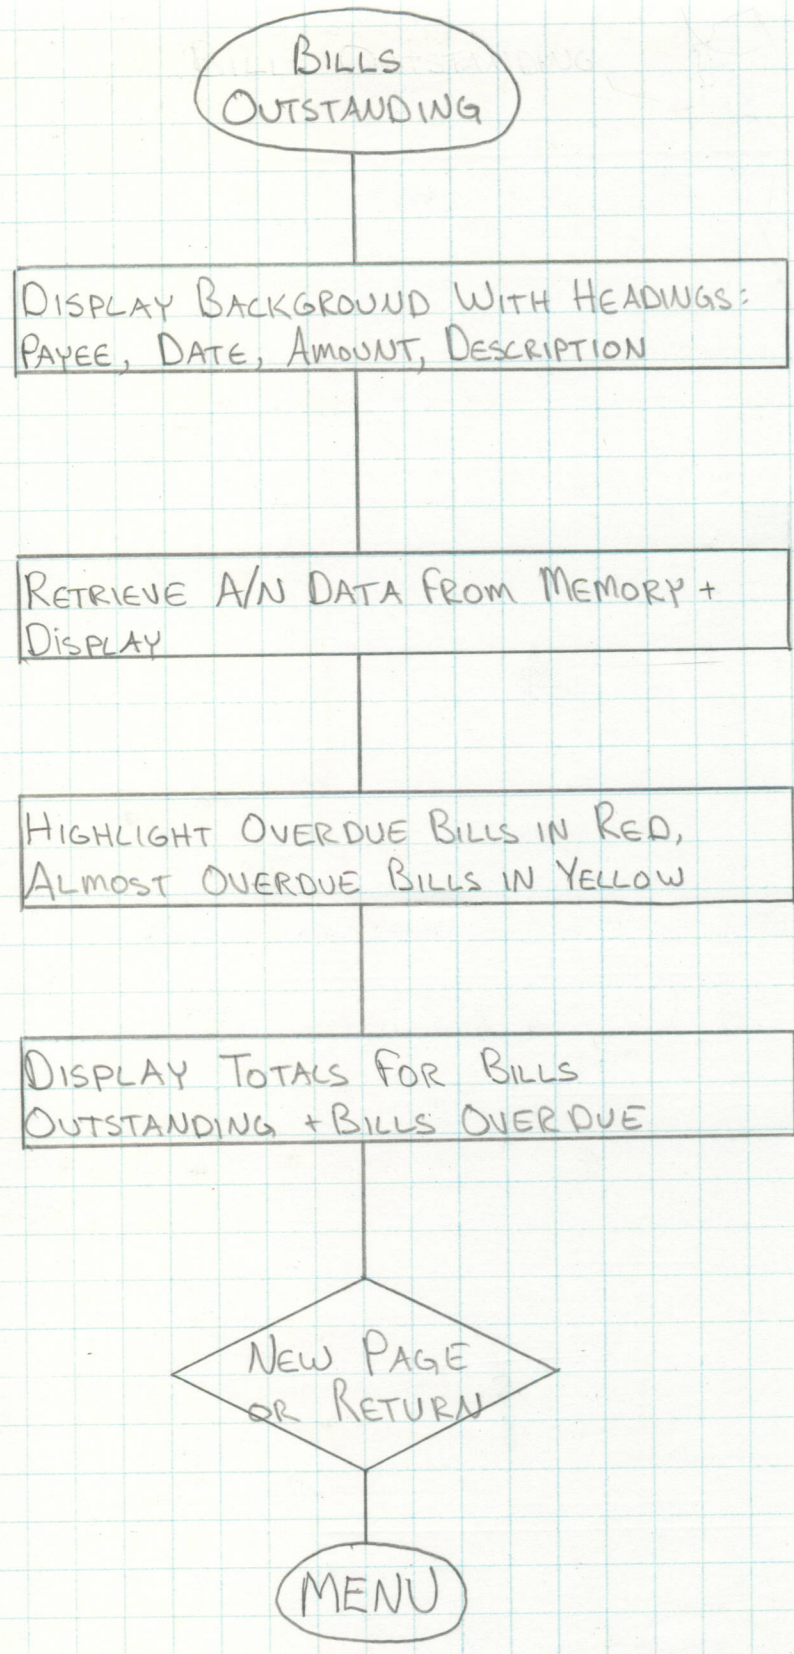 BILLS
OUTSTANDING
DISPLAY BACKGROUND WITH HEADINGS:
PAYEE, DATE, AMOUNT, DESCRIPTION
RETRIEVE A/N DATA FROM MEMORY +
DISPLAY
HIGHLIGHT OVERDUE BILLS IN RED,
ALMOST OVERDUE BILLS IN YELLOW
DISPLAY TOTALS FOR BILLS
OUTSTANDING + BILLS OVERDUE
NEW PAGE
OR RETURN
MENU